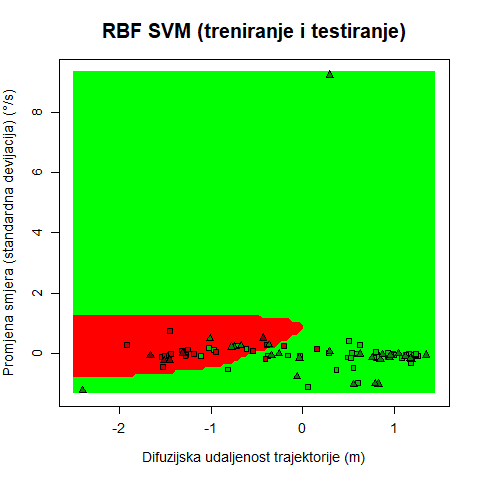 RBF SVM (treniranje i testiranje)
Promjena smjera (standardna devijacija) (°/s)
8
6
4
2
0
-2 -1 0 1
Difuzijska udaljenost trajektorije (m)